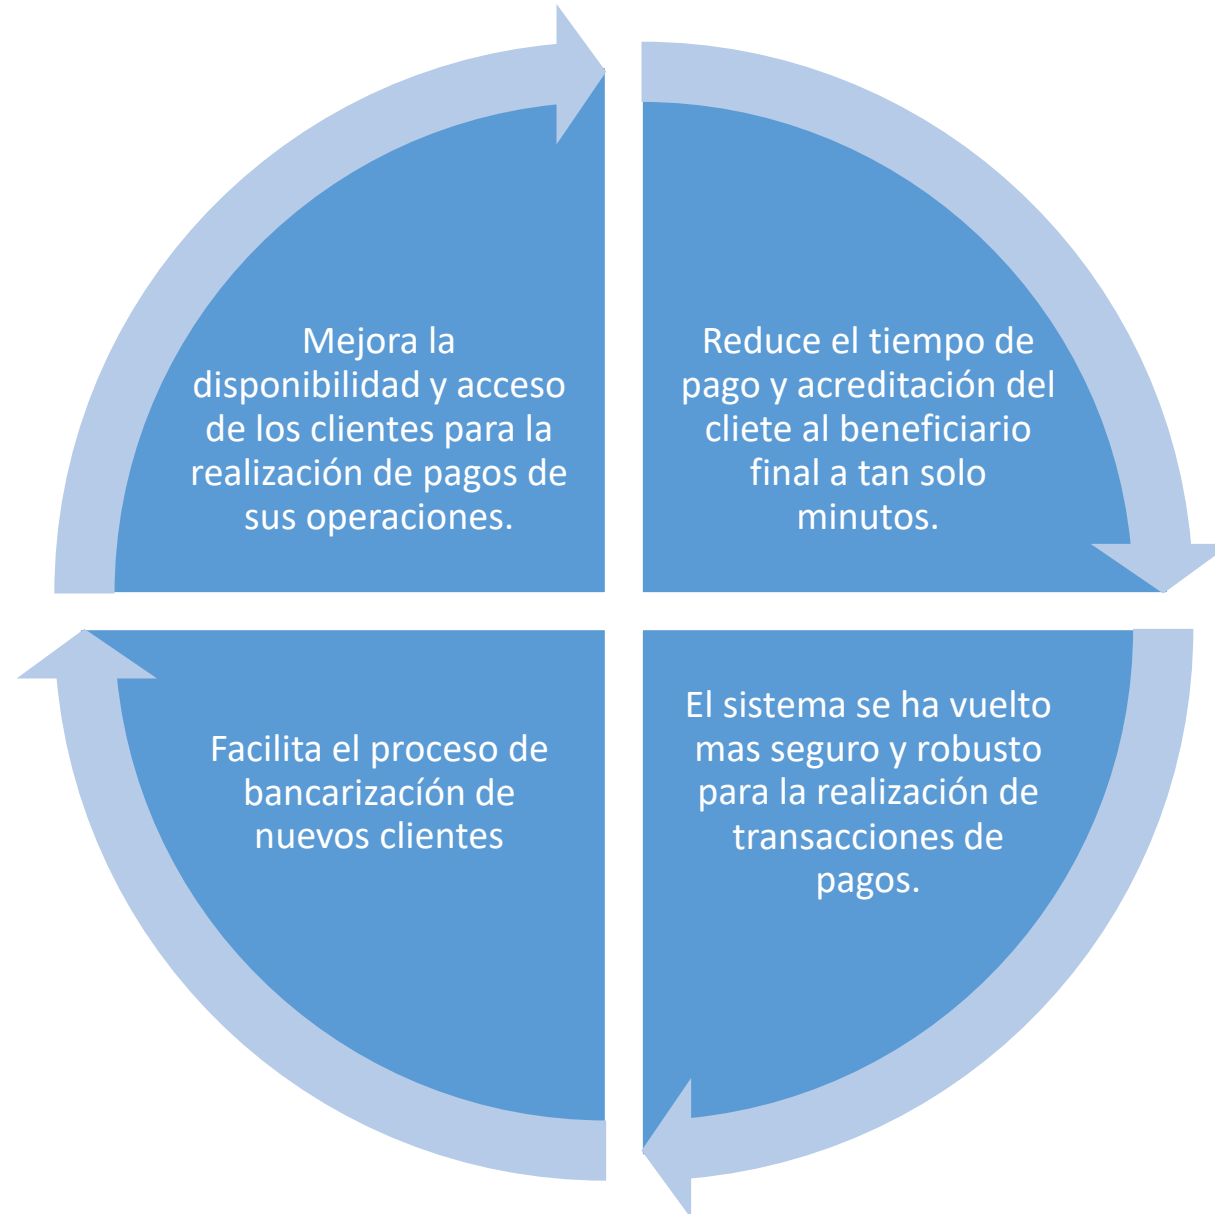 Mejora la
disponibilidad y acceso
de los clientes para la
realización de pagos de
sus operaciones.
Reduce el tiempo de
pago y acreditación del
cliete al beneficiario
final a tan solo
minutos.
El sistema se ha vuelto
mas seguro y robusto
para la realización de
transacciones de
pagos.
Facilita el proceso de
bancarizacíón de
nuevos clientes